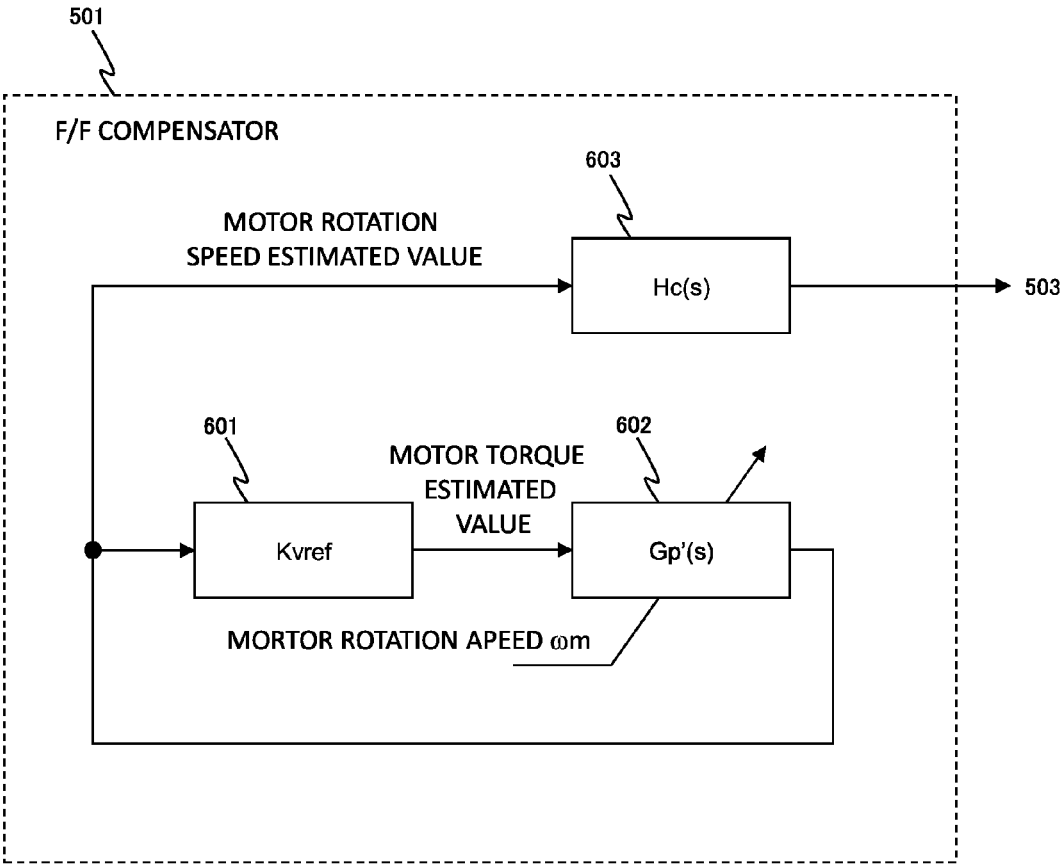 501
F/F COMPENSATOR
603
MOTOR ROTATION
SPEED ESTIMATED VALUE
Hc(s)
503
601
602
MOTOR TORQUE
ESTIMATED
VALUE
Kvref
Gp'(s)
MORTOR ROTATION APEED ωm